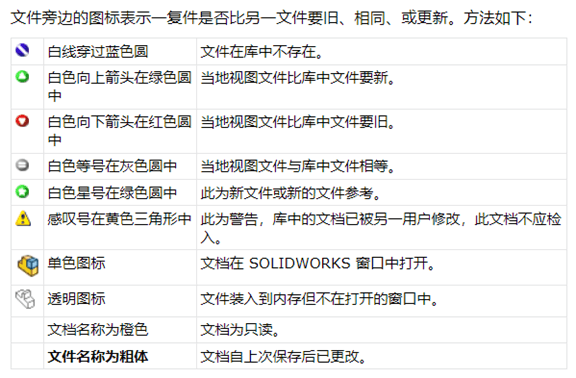 文件旁边的图标表示一复件是否比另一文件要旧、相同、或更新。方法如下：
白线穿过蓝色圆 文件在库中不存在。
白色向上箭头在绿色圆 当地视图文件比库中文件要新。
中
白色向下箭头在红色圆 当地视图文件比库中文件要旧。
中
白色等号在灰色圆中 当地视图文件与库中文件相等。
白色星号在绿色圆中 此为新文件或新的文件参考。
感叹号在黄色三角形中 此为警告，库中的文档已被另一用户修改，此文档不应检
入。
单色图标 文档在 SOLIDWORKS 窗口中打开。
透明图标 文件装入到内存但不在打开的窗口中。
文档名称为橙色 文档为只读。
文件名称为粗体 文档自上次保存后已更改。